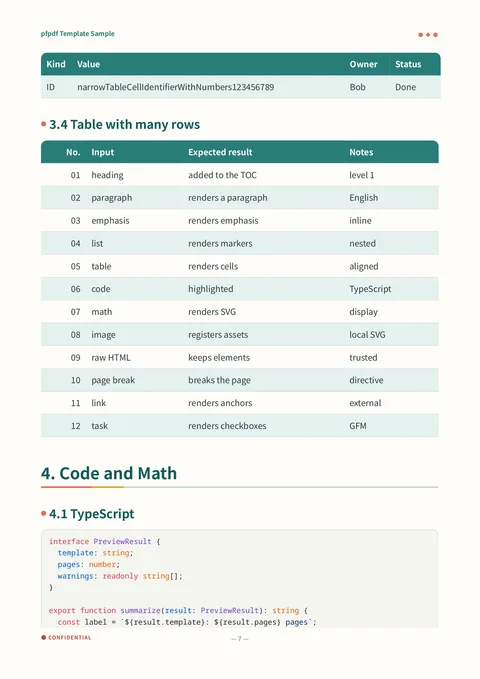 pfpdf Template Sample
Kind Value Owner Status
ID narrowTableCellIdentifierWithNumbers123456789 Bob Done
3.4 Table with many rows
No. Input Expected result Notes
01 heading added to the TOC level 1
02 paragraph renders a paragraph English
03 emphasis renders emphasis inline
04 list renders markers nested
05 table renders cells aligned
06 code highlighted TypeScript
07 math renders SVG display
08 image registers assets local SVG
09 raw HTML keeps elements trusted
10 page break breaks the page directive
11 link renders anchors external
12 task renders checkboxes GFM
4. Code and Math
4.1 TypeScript
interface PreviewResult {
  template: string;
  pages: number;
  warnings: readonly string[];
}
export function summarize(result: PreviewResult): string {
  const label = `${result.template}: ${result.pages} pages`;
CONFIDENTIAL
— 7 —